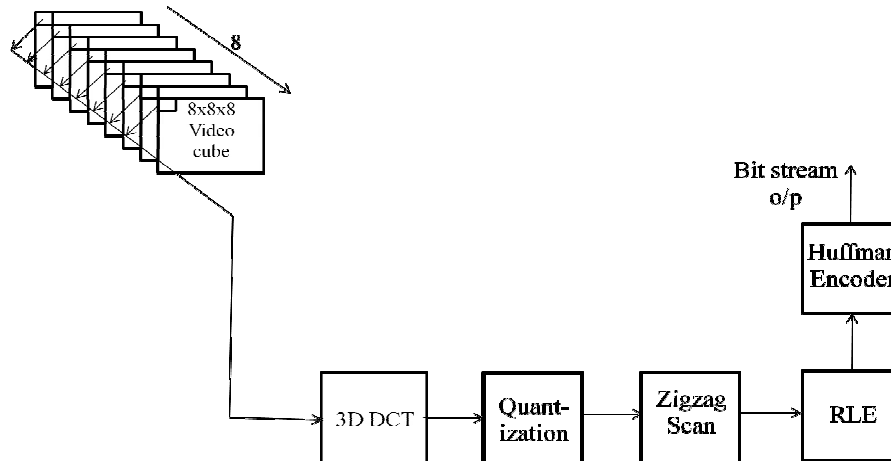 8
8x8x8
Video
cube
Bit stream
o/p
Huffman
Encoder
3D DCT
Quant-
ization
Zigzag
Scan
RLE